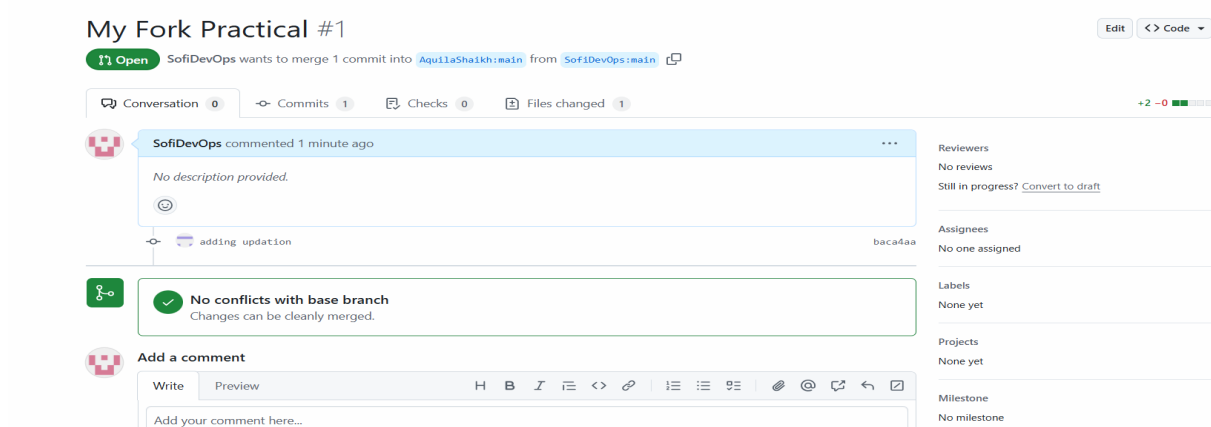 My Fork Practical #1
Edit
<> Code
Open
SofiDevOps wants to merge 1 commit into AquilaShaikh:main from SofiDevOps:main
Conversation 0
Commits 1
Checks 0
Files changed 1
+2 −0
SofiDevOps commented 1 minute ago
...
No description provided.
adding updation
baca4aa
No conflicts with base branch
Changes can be cleanly merged.
Add a comment
Write
Preview
H B I <> @
Add your comment here...
Reviewers
No reviews
Still in progress? Convert to draft
Assignees
No one assigned
Labels
None yet
Projects
None yet
Milestone
No milestone